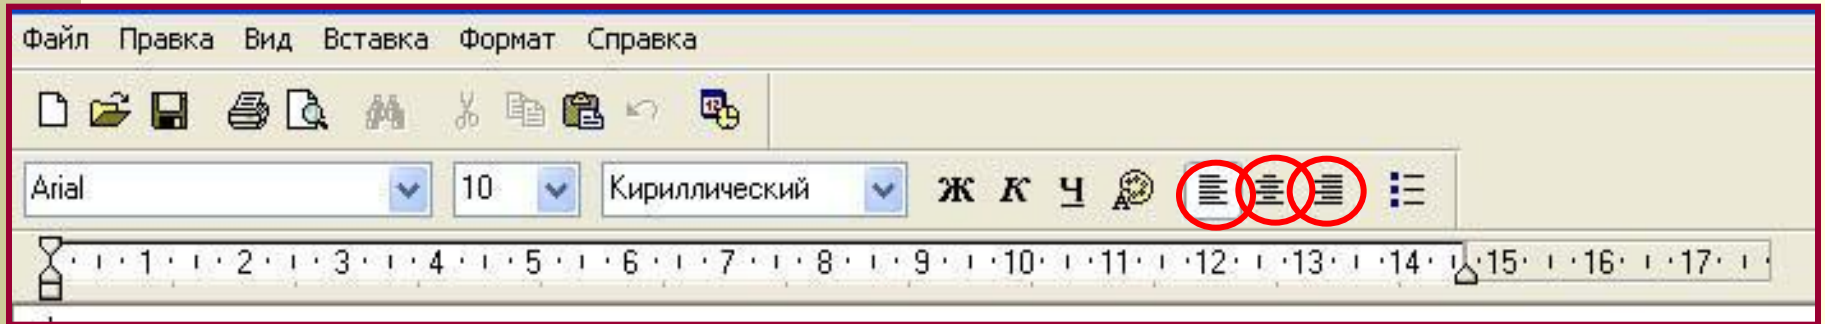 Файл Правка Вид Вставка Формат Справка
12
Arial 10 Кириллический Ж К Ч А
1 2 3 4 5 6 7 8 9 10 11 12 13 14 15 16 17